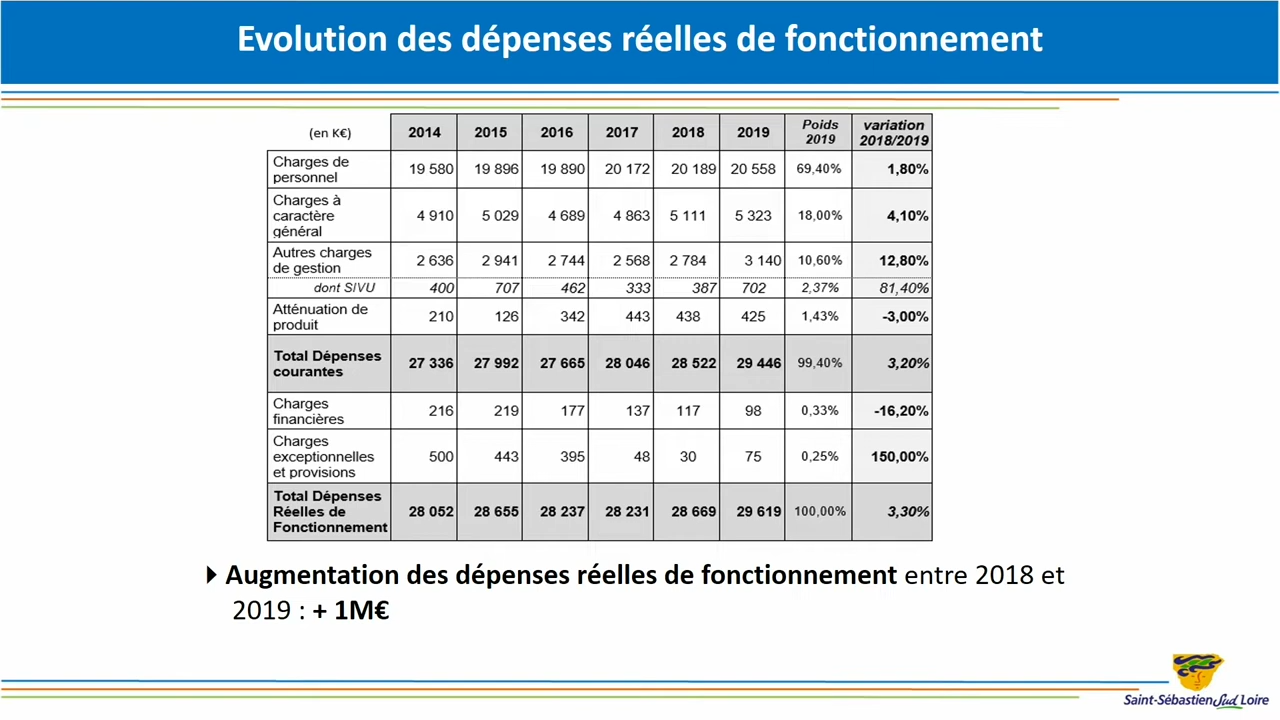 Evolution des dépenses réelles de fonctionnement
(en K€) 2014 2015 2016 2017 2018 2019 Poids 2019 variation 2018/2019
Charges de personnel 19 580 19 896 19 890 20 172 20 189 20 558 69,40% 1,80%
Charges à caractère général 4 910 5 029 4 689 4 863 5 111 5 323 18,00% 4,10%
Autres charges de gestion 2 636 2 941 2 744 2 568 2 784 3 140 10,60% 12,80%
dont SIVU 400 707 462 333 387 702 2,37% 81,40%
Atténuation de produit 210 126 342 443 438 425 1,43% -3,00%
Total Dépenses courantes 27 336 27 992 27 665 28 046 28 522 29 446 99,40% 3,20%
Charges financières 216 219 177 137 117 98 0,33% -16,20%
Charges exceptionnelles et provisions 500 443 395 48 30 75 0,25% 150,00%
Total Dépenses Réelles de Fonctionnement 28 052 28 655 28 237 28 231 28 669 29 619 100,00% 3,30%
Augmentation des dépenses réelles de fonctionnement entre 2018 et
2019 : + 1M€
Saint-Sébastien Sud Loire